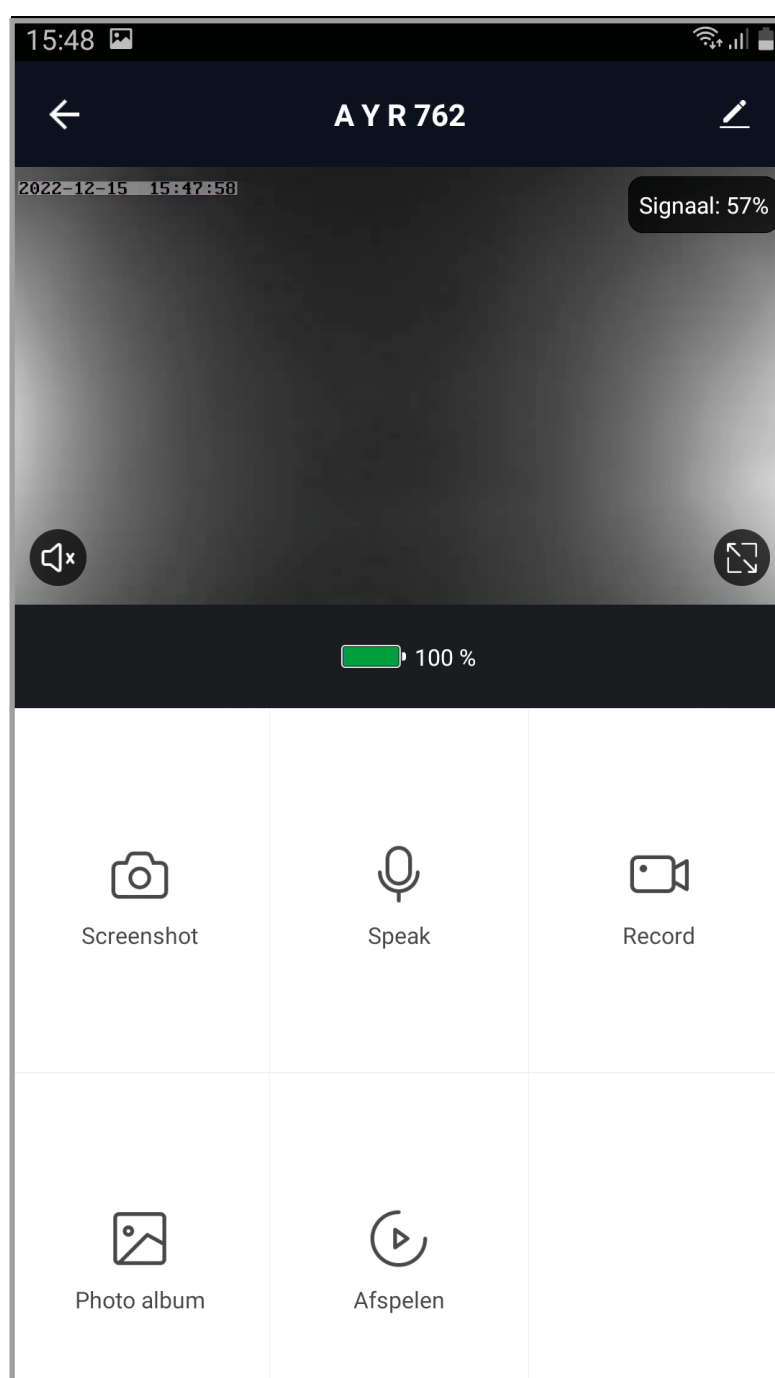 15:48
A Y R 762
2022-12-15 15:47:58
Signaal: 57%
100 %
Screenshot
Speak
Record
Photo album
Afspelen